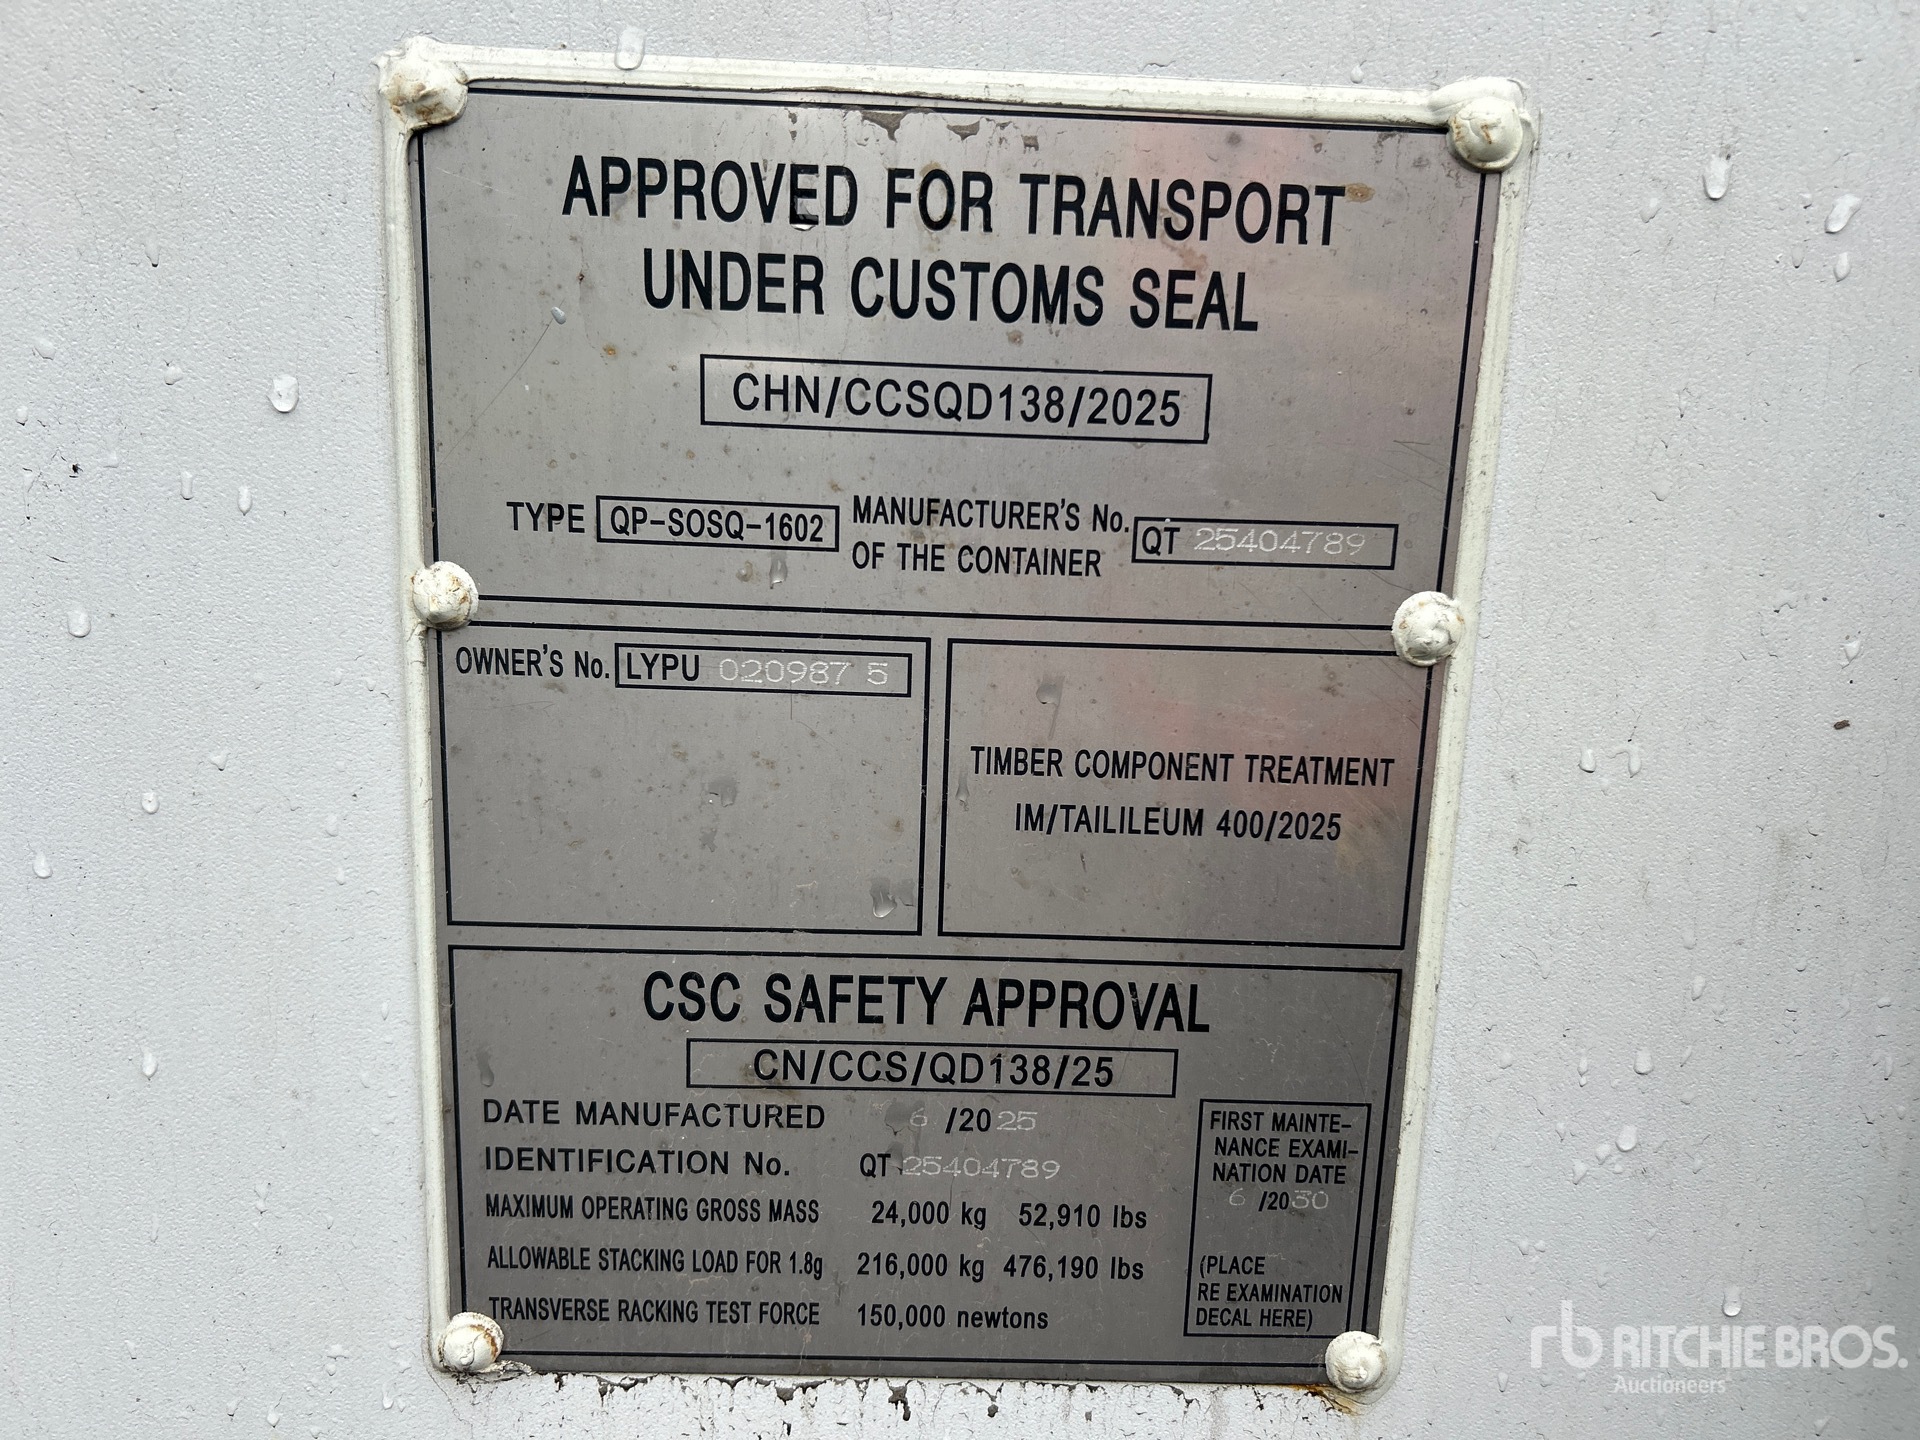 APPROVED FOR TRANSPORT
UNDER CUSTOMS SEAL
CHN/CCSQD138/2025
TYPE QP-SOSQ-1602
MANUFACTURER'S No.
OF THE CONTAINER
QT 25404789
OWNER'S No. LYPU 020987 5
TIMBER COMPONENT TREATMENT
IM/TAILILEUM 400/2025
CSC SAFETY APPROVAL
CN/CCS/QD138/25
DATE MANUFACTURED 6 /2025
IDENTIFICATION No. QT 25404789
MAXIMUM OPERATING GROSS MASS 24,000 kg 52,910 lbs
ALLOWABLE STACKING LOAD FOR 1.8g 216,000 kg 476,190 lbs
TRANSVERSE RACKING TEST FORCE 150,000 newtons
FIRST MAINTE-
NANCE EXAMI-
NATION DATE
6 /2030
(PLACE
RE EXAMINATION
DECAL HERE)
rb RITCHIE BROS.
Auctioneers